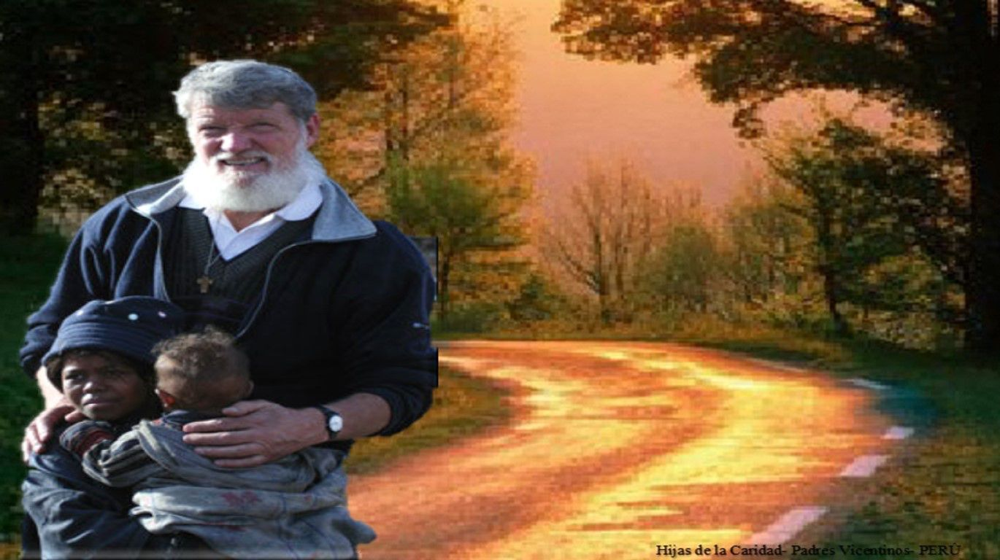 Hijas de la Caridad- Padres Vicentinos- PERÚ